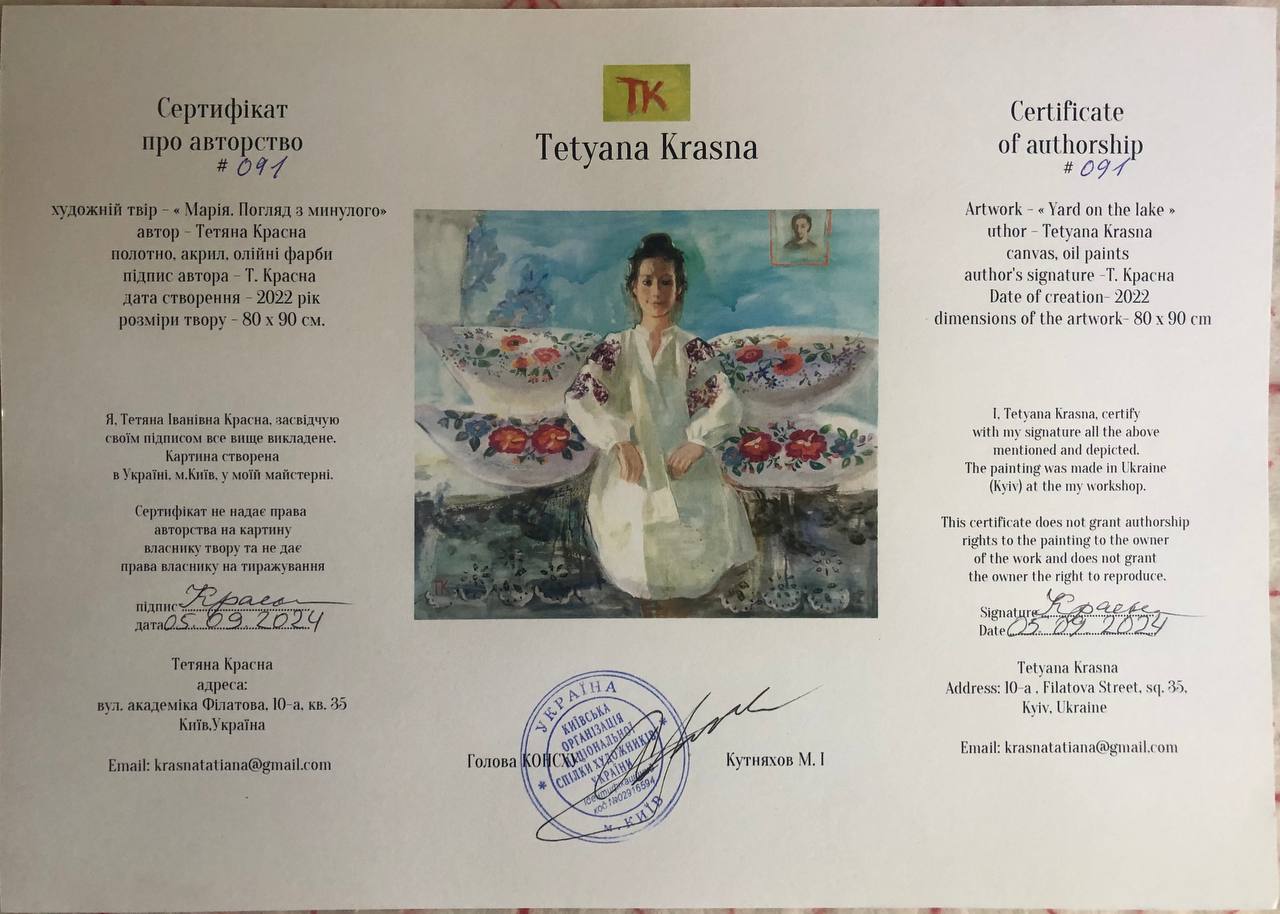 TK
Tetyana Krasna
Сертифікат
про авторство
# 091
художній твір - « Марія. Погляд з минулого»
автор - Тетяна Красна
полотно, акрил, олійні фарби
підпис автора - Т. Красна
дата створення - 2022 рік
розміри твору - 80 х 90 см.
Я, Тетяна Іванівна Красна, засвідчую
своїм підписом все вище викладене.
Картина створена
в Україні, м.Київ, у моїй майстерні.
Сертифікат не надає права
авторства на картину
власнику твору та не дає
права власнику на тиражування
підпис
дата 05. 09. 2024
Тетяна Красна
адреса:
вул. академіка Філатова, 10-а, кв. 35
Київ,Україна
Email: krasnatatiana@gmail.com
TK
Голова КОНСХУ
Кутняхов М. І
УКРАЇНА
КИЇВСЬКА
ОРГАНІЗАЦІЯ
НАЦІОНАЛЬНОЇ
СПІЛКИ ХУДОЖНИКІВ
УКРАЇНИ
Ідентифікаційний
код №02916594
м. КИЇВ
Certificate
of authorship
# 091
Artwork - « Yard on the lake »
uthor - Tetyana Krasna
canvas, oil paints
author's signature -Т. Красна
Date of creation- 2022
dimensions of the artwork- 80 x 90 cm
I, Tetyana Krasna, certify
with my signature all the above
mentioned and depicted.
The painting was made in Ukraine
(Kyiv) at the my workshop.
This certificate does not grant authorship
rights to the painting to the owner
of the work and does not grant
the owner the right to reproduce.
Signature
Date 05. 09. 2024
Tetyana Krasna
Address: 10-a , Filatova Street, sq. 35,
Kyiv, Ukraine
Email: krasnatatiana@gmail.com